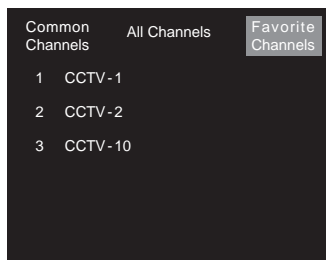 Common Channels
All Channels
Favorite Channels
1 CCTV-1
2 CCTV-2
3 CCTV-10